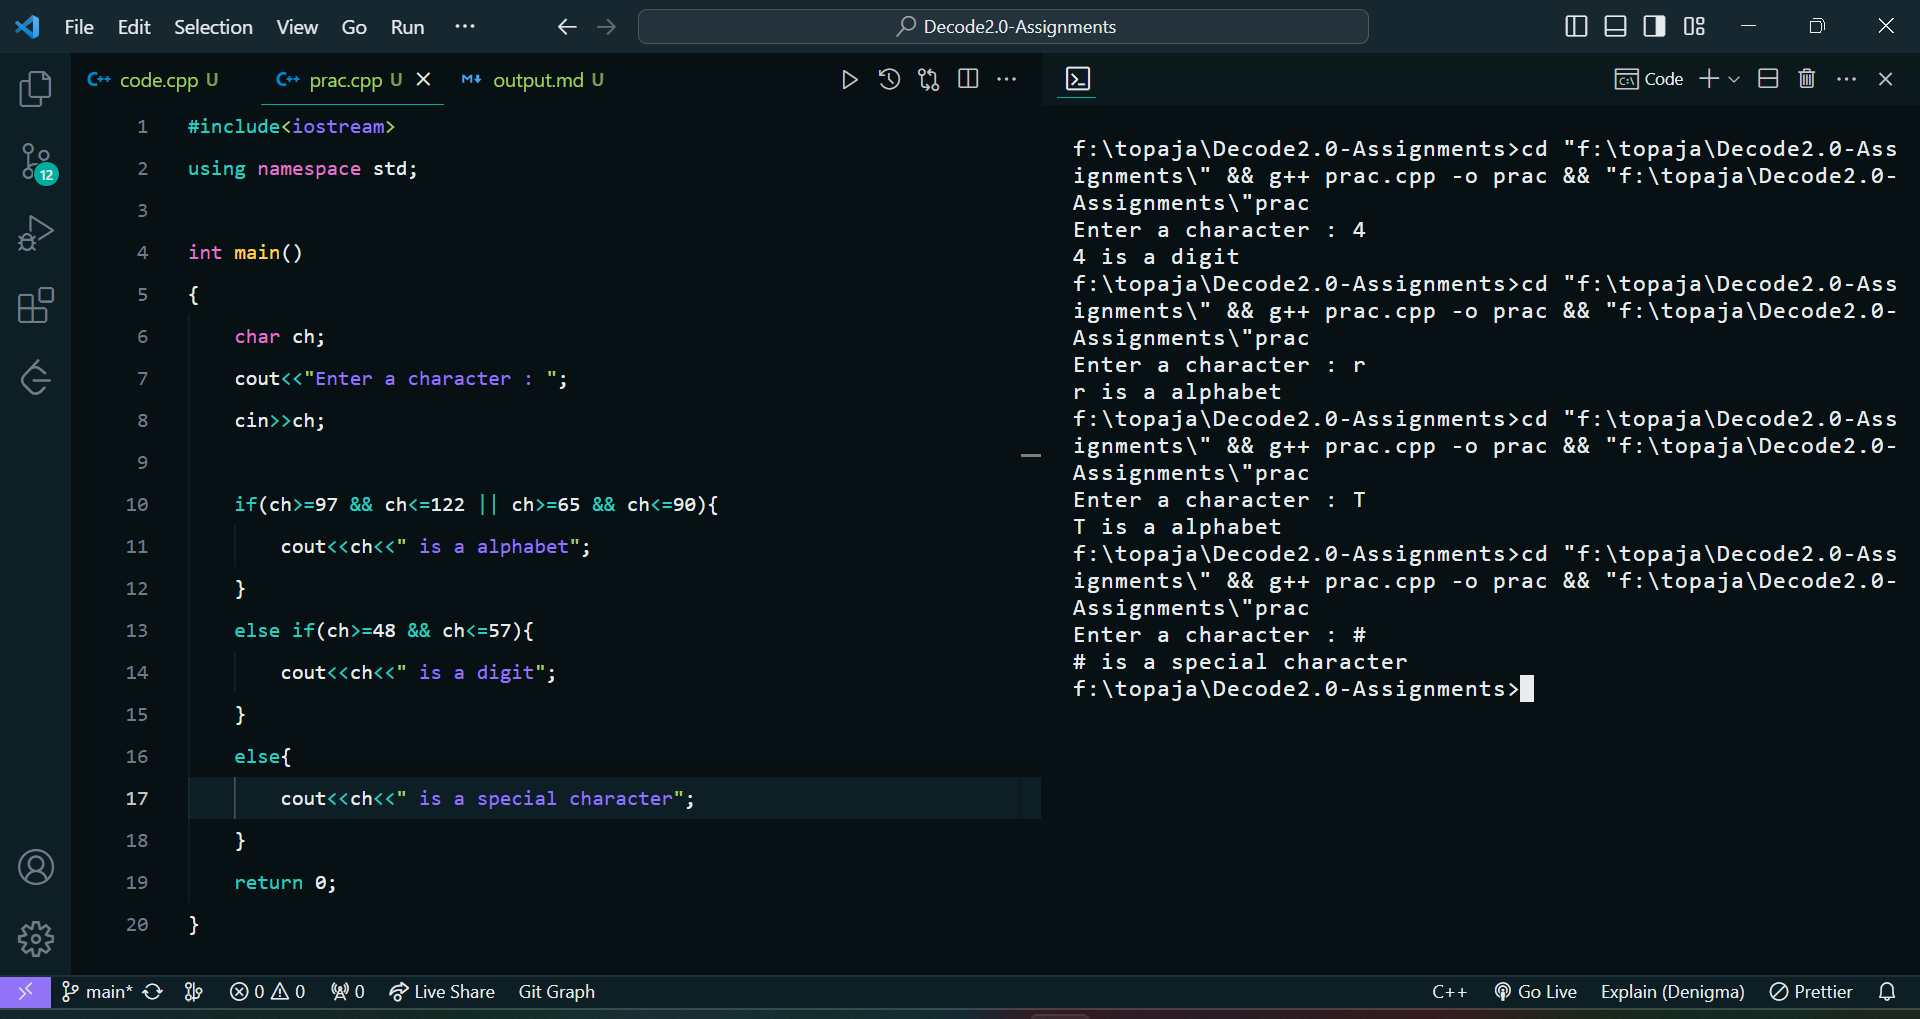 File Edit Selection View Go Run ··· Decode2.0-Assignments
code.cpp U prac.cpp U output.md U
1 #include<iostream>
2 using namespace std;
3
4 int main()
5 {
6     char ch;
7     cout<<"Enter a character : ";
8     cin>>ch;
9
10     if(ch>=97 && ch<=122 || ch>=65 && ch<=90){
11         cout<<ch<<" is a alphabet";
12     }
13     else if(ch>=48 && ch<=57){
14         cout<<ch<<" is a digit";
15     }
16     else{
17         cout<<ch<<" is a special character";
18     }
19     return 0;
20 }
12
Code
f:\topaja\Decode2.0-Assignments>cd "f:\topaja\Decode2.0-Ass
ignments\" && g++ prac.cpp -o prac && "f:\topaja\Decode2.0-
Assignments\"prac
Enter a character : 4
4 is a digit
f:\topaja\Decode2.0-Assignments>cd "f:\topaja\Decode2.0-Ass
ignments\" && g++ prac.cpp -o prac && "f:\topaja\Decode2.0-
Assignments\"prac
Enter a character : r
r is a alphabet
f:\topaja\Decode2.0-Assignments>cd "f:\topaja\Decode2.0-Ass
ignments\" && g++ prac.cpp -o prac && "f:\topaja\Decode2.0-
Assignments\"prac
Enter a character : T
T is a alphabet
f:\topaja\Decode2.0-Assignments>cd "f:\topaja\Decode2.0-Ass
ignments\" && g++ prac.cpp -o prac && "f:\topaja\Decode2.0-
Assignments\"prac
Enter a character : #
# is a special character
f:\topaja\Decode2.0-Assignments>
main* 0 0 0 Live Share Git Graph C++ Go Live Explain (Denigma) Prettier